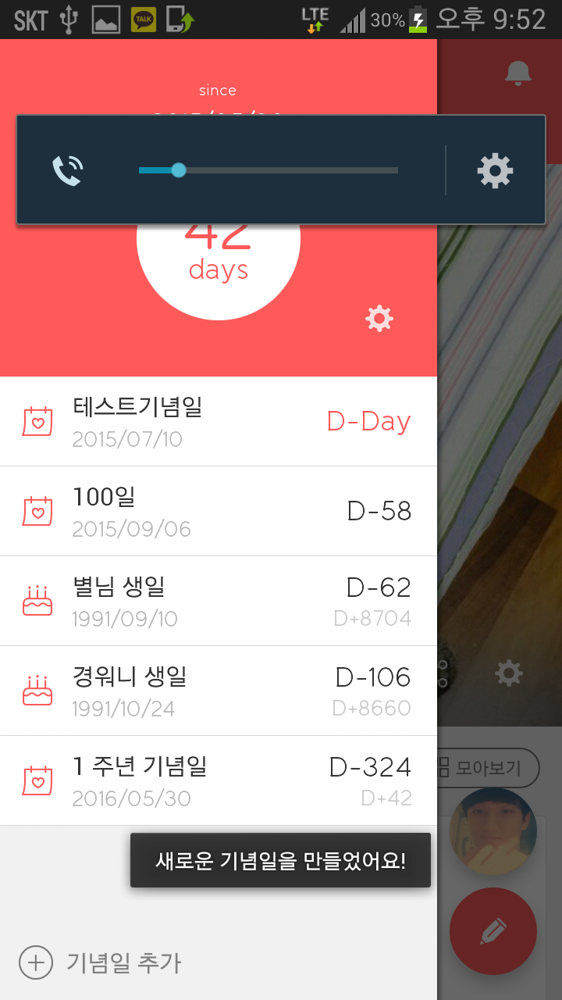 SKT
TALK
LTE
30%
오후 9:52
since
42
days
테스트기념일
2015/07/10
D-Day
100일
2015/09/06
D-58
별님 생일
1991/09/10
D-62
D+8704
경워니 생일
1991/10/24
D-106
D+8660
1 주년 기념일
2016/05/30
D-324
D+42
모아보기
새로운 기념일을 만들었어요!
기념일 추가